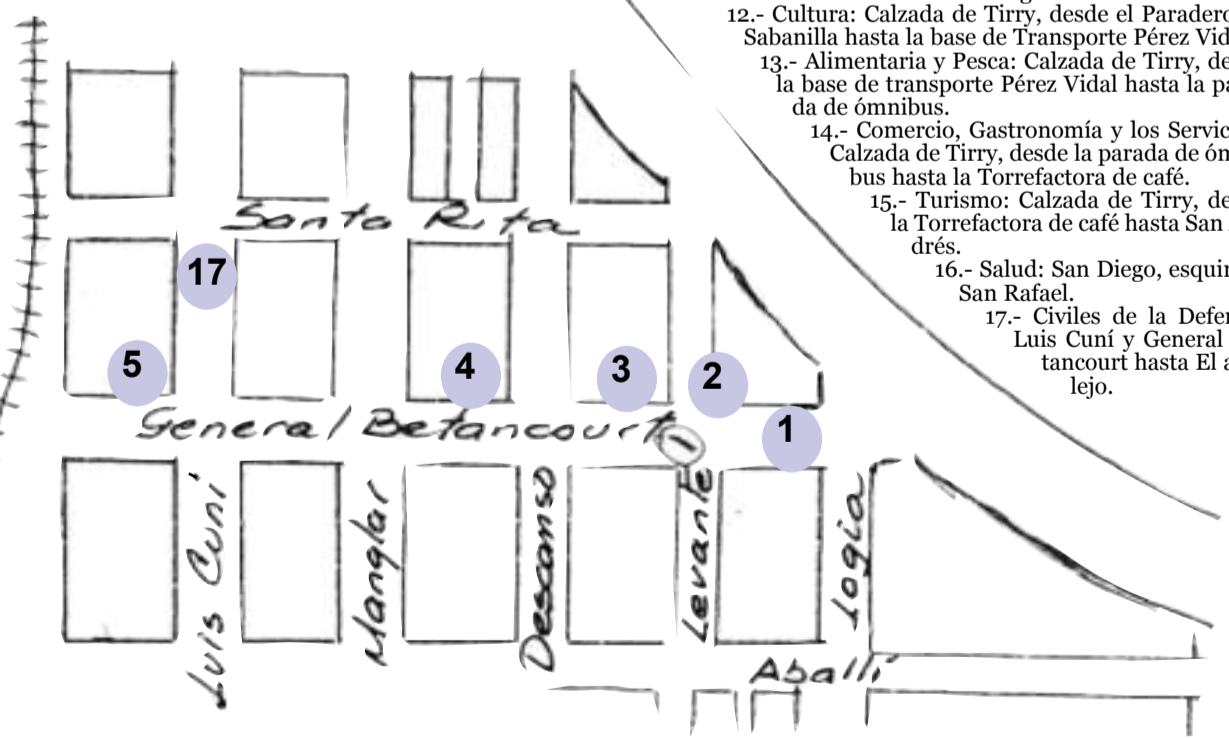 12.- Cultura: Calzada de Tirry, desde el Paradero
Sabanilla hasta la base de Transporte Pérez Vid
13.- Alimentaria y Pesca: Calzada de Tirry, de
la base de transporte Pérez Vidal hasta la pa
da de ómnibus.
14.- Comercio, Gastronomía y los Servic
Calzada de Tirry, desde la parada de óm
bus hasta la Torrefactora de café.
15.- Turismo: Calzada de Tirry, de
la Torrefactora de café hasta San
drés.
16.- Salud: San Diego, esquin
San Rafael.
17.- Civiles de la Defen
Luis Cuní y General
tancourt hasta El a
lejo.
Santa Rita
17
5
4
3
2
1
General Betancourt
1
Luis Cuní
Manglar
Descanso
Levante
Logia
Aballí